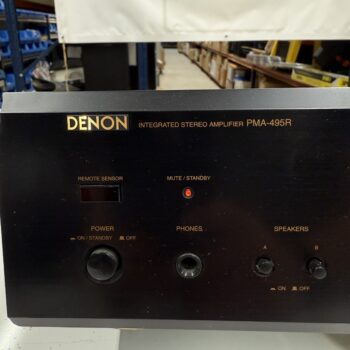 DENON INTEGRATED STEREO AMPLIFIER PMA-495R
REMOTE SENSOR MUTE / STANDBY
POWER PHONES SPEAKERS
ON / STANDBY OFF A B
ON OFF